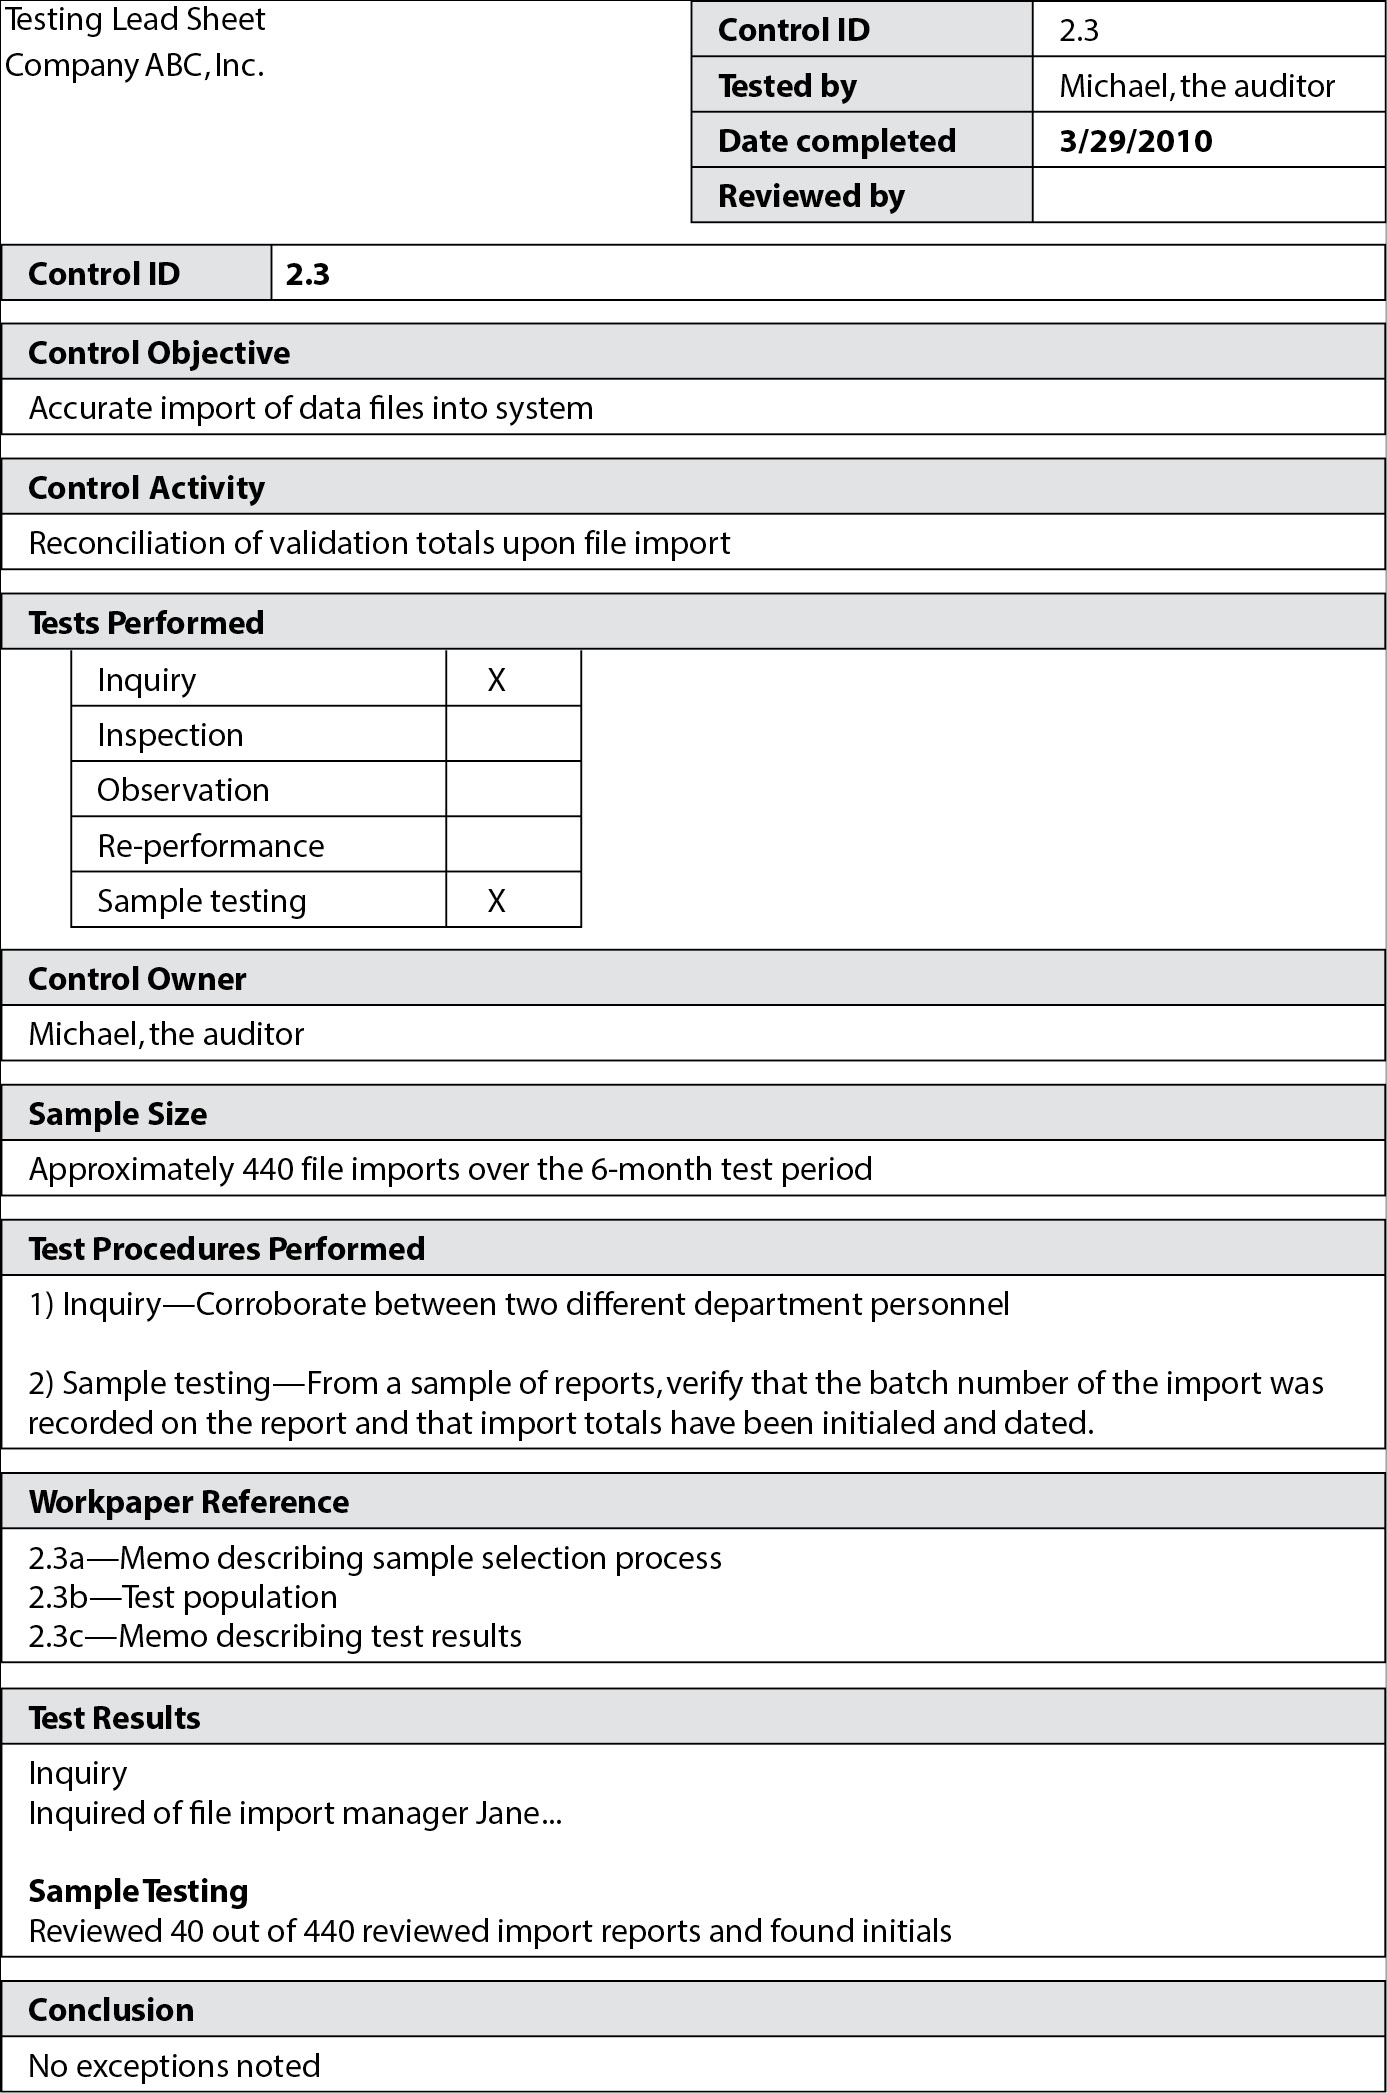 Testing Lead Sheet
Company ABC, Inc.
Control ID 2.3
Tested by Michael, the auditor
Date completed 3/29/2010
Reviewed by
Control ID 2.3
Control Objective
Accurate import of data files into system
Control Activity
Reconciliation of validation totals upon file import
Tests Performed
Inquiry X
Inspection
Observation
Re-performance
Sample testing X
Control Owner
Michael, the auditor
Sample Size
Approximately 440 file imports over the 6-month test period
Test Procedures Performed
1) Inquiry—Corroborate between two different department personnel
2) Sample testing—From a sample of reports, verify that the batch number of the import was
recorded on the report and that import totals have been initialed and dated.
Workpaper Reference
2.3a—Memo describing sample selection process
2.3b—Test population
2.3c—Memo describing test results
Test Results
Inquiry
Inquired of file import manager Jane...
Sample Testing
Reviewed 40 out of 440 reviewed import reports and found initials
Conclusion
No exceptions noted